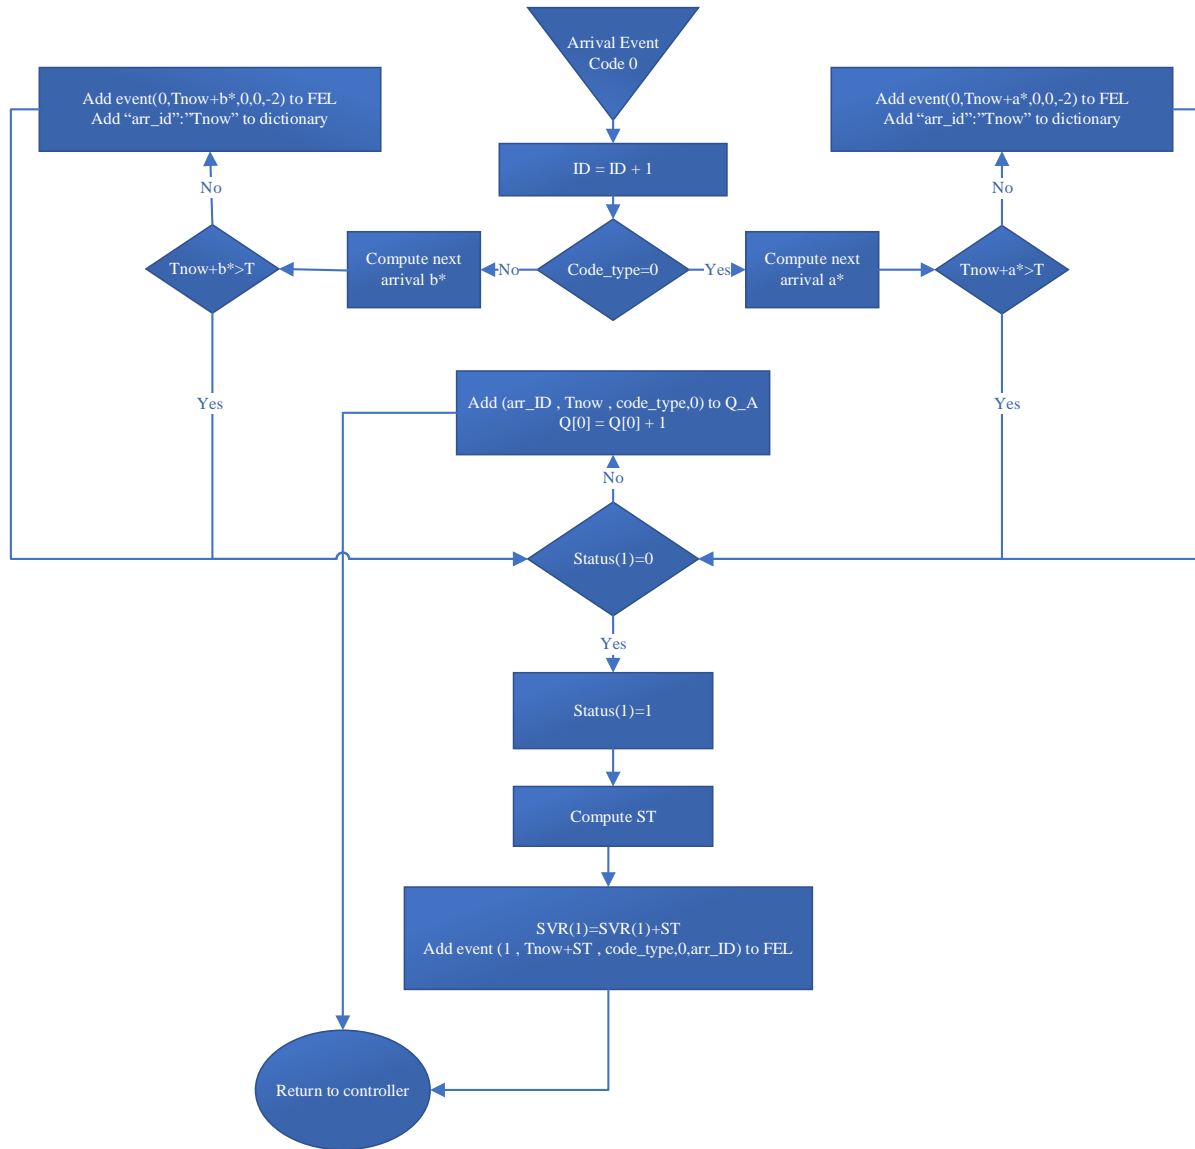 Arrival Event
Code 0
Add event(0,Tnow+b*,0,0,-2) to FEL
Add “arr_id”:”Tnow” to dictionary
Add event(0,Tnow+a*,0,0,-2) to FEL
Add “arr_id”:”Tnow” to dictionary
ID = ID + 1
No
No
Tnow+b*>T
Compute next
arrival b*
No
Code_type=0
Yes
Compute next
arrival a*
Tnow+a*>T
Yes
Yes
Add (arr_ID , Tnow , code_type,0) to Q_A
Q[0] = Q[0] + 1
No
Status(1)=0
Yes
Status(1)=1
Compute ST
SVR(1)=SVR(1)+ST
Add event (1 , Tnow+ST , code_type,0,arr_ID) to FEL
Return to controller